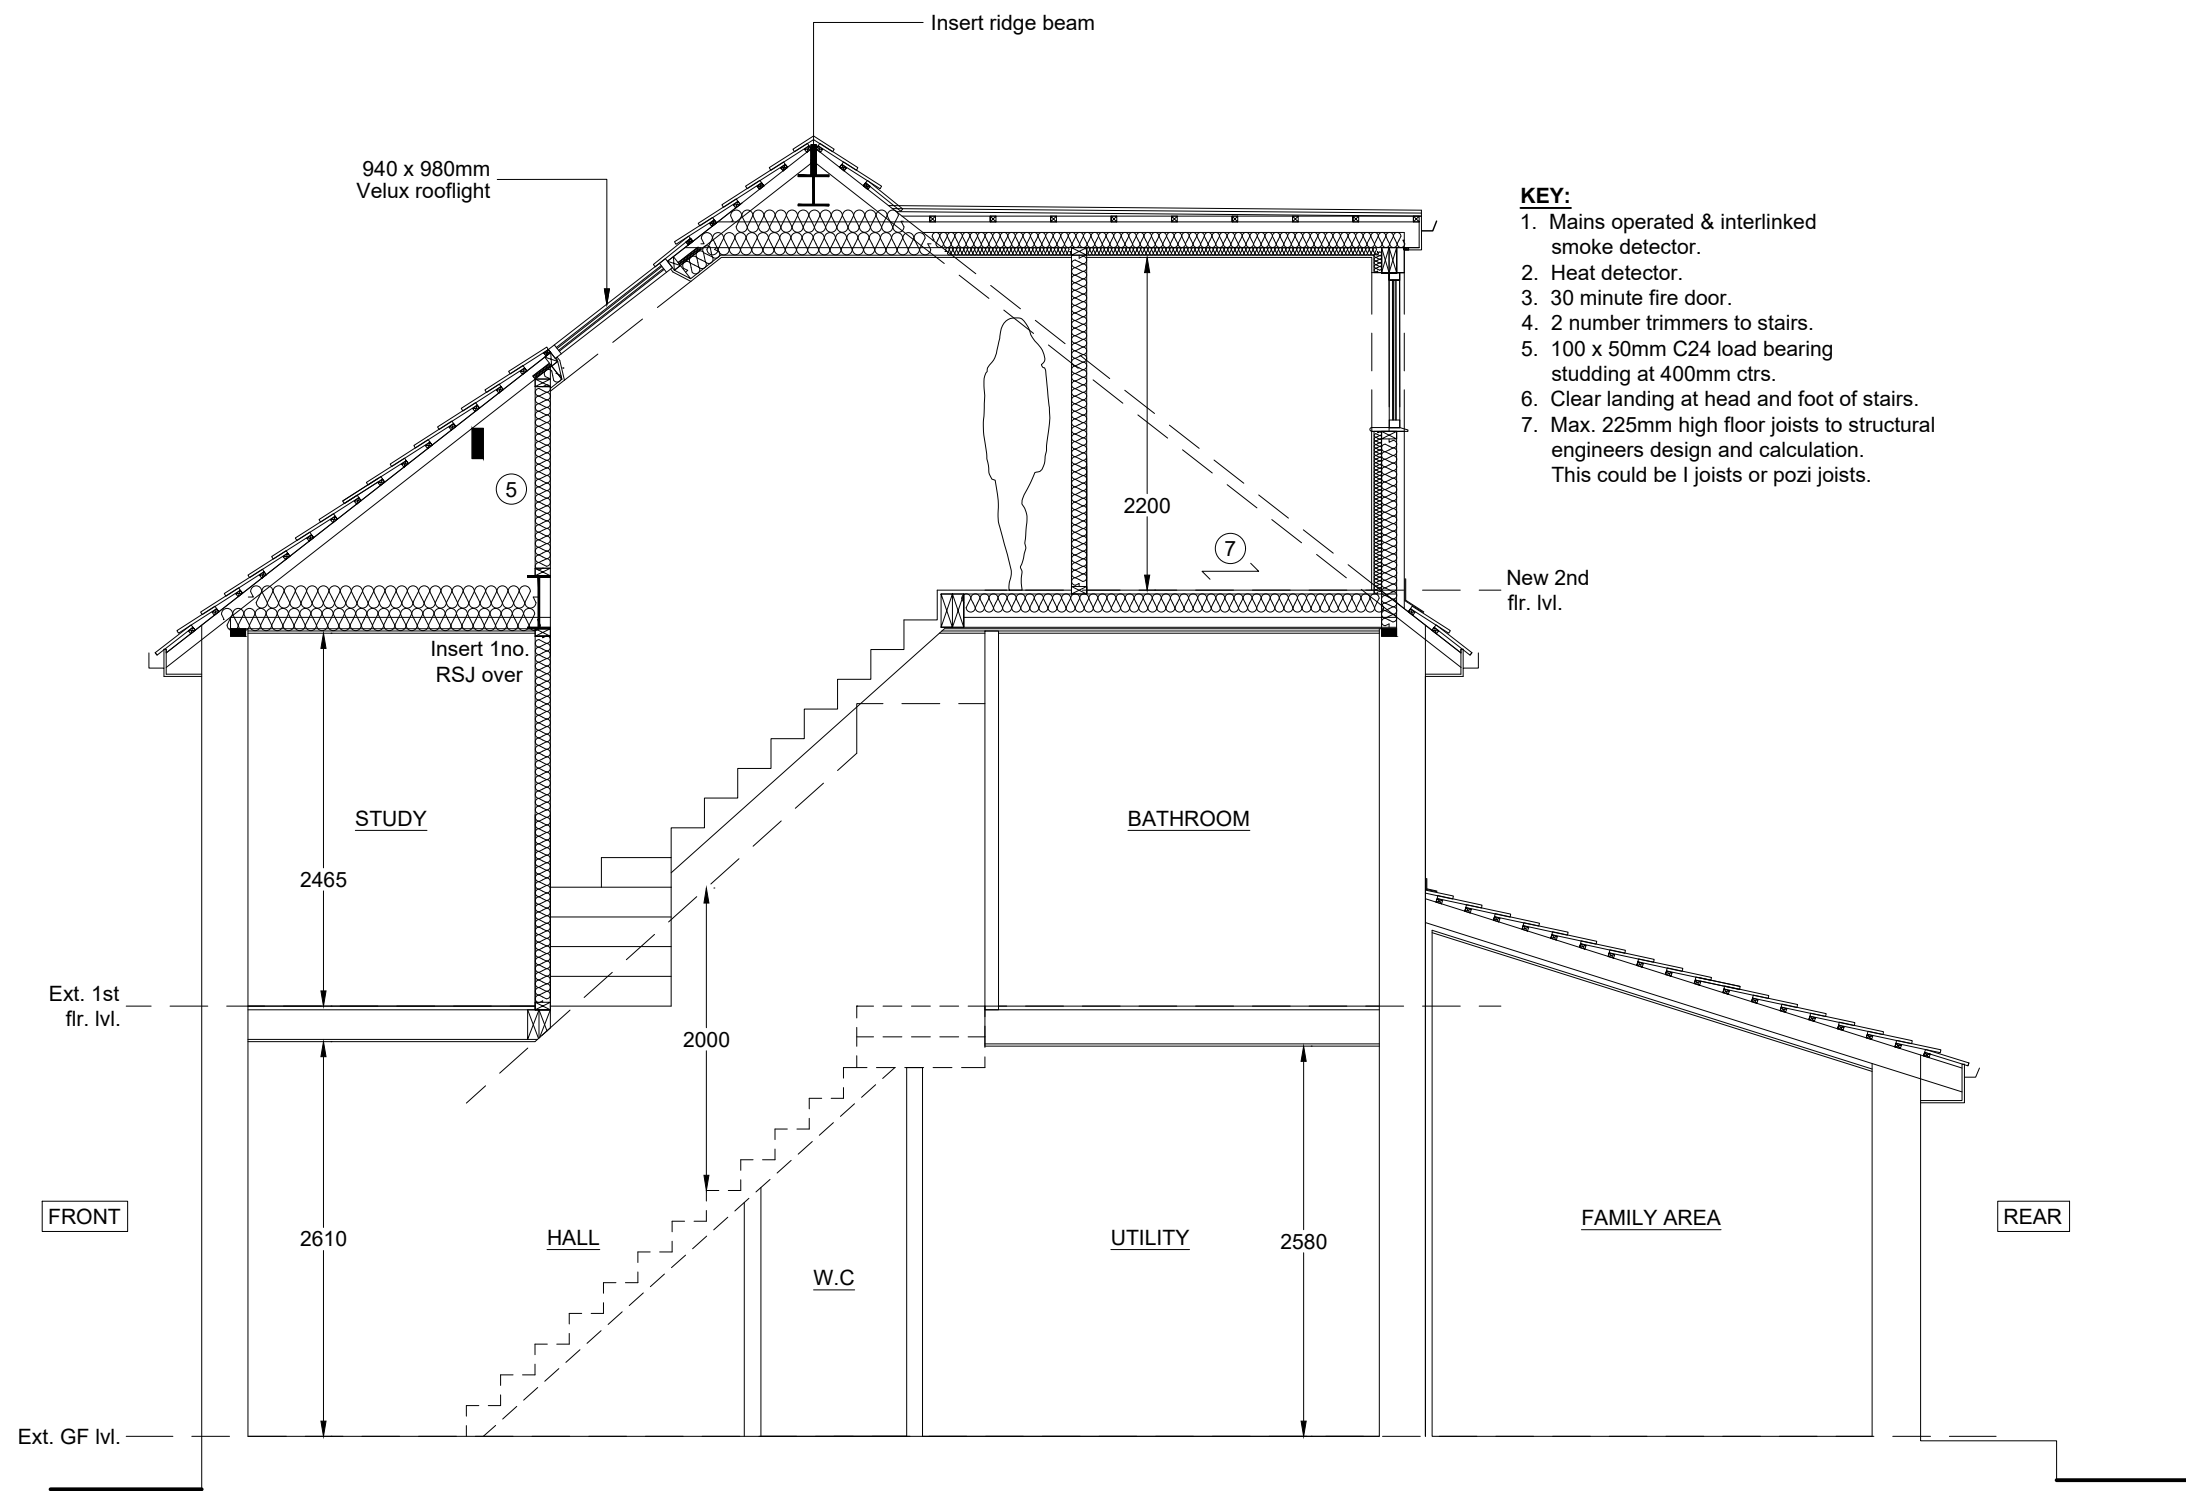 Insert ridge beam
940 x 980mm
Velux rooflight
KEY:
1. Mains operated & interlinked
smoke detector.
2. Heat detector.
3. 30 minute fire door.
4. 2 number trimmers to stairs.
5. 100 x 50mm C24 load bearing
studding at 400mm ctrs.
6. Clear landing at head and foot of stairs.
7. Max. 225mm high floor joists to structural
engineers design and calculation.
This could be I joists or pozi joists.
5
2200
7
New 2nd
flr. lvl.
Insert 1no.
RSJ over
STUDY
BATHROOM
2465
Ext. 1st
flr. lvl.
2000
FRONT
2610
HALL
W.C
UTILITY
2580
FAMILY AREA
REAR
Ext. GF lvl.